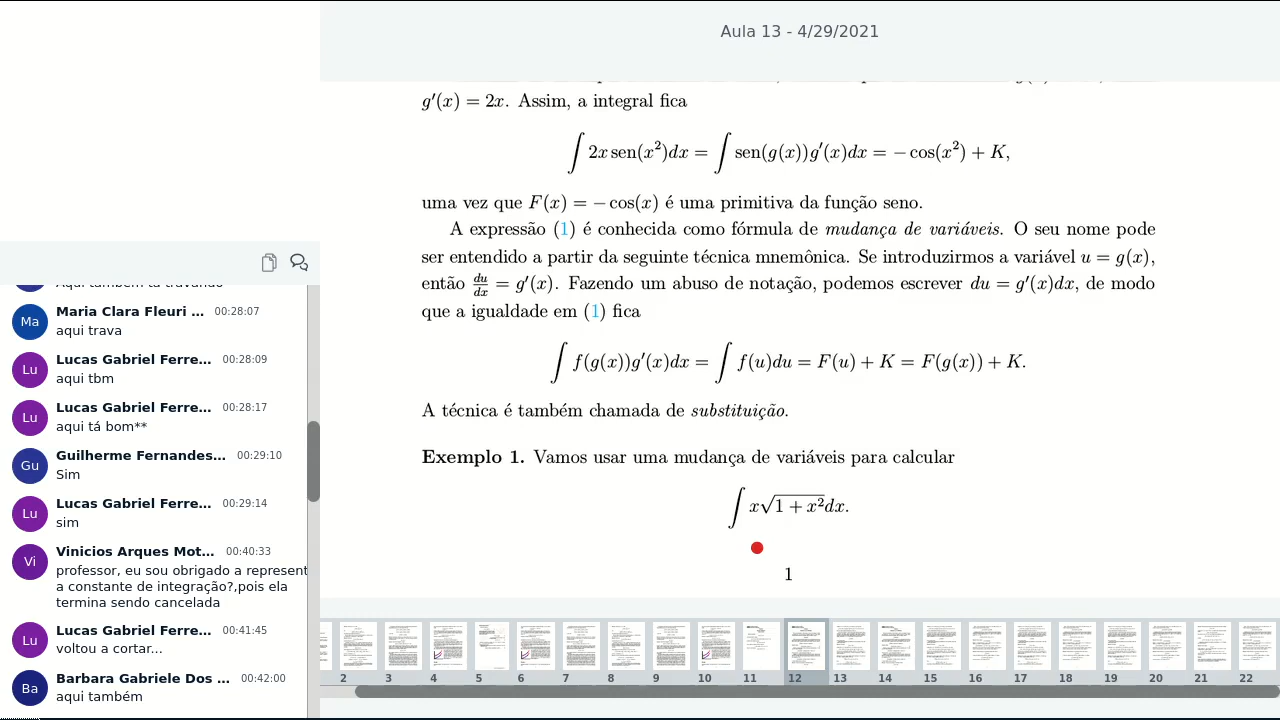 Aula 13 - 4/29/2021
g′(x) = 2x. Assim, a integral fica
∫ 2x sen(x²)dx = ∫ sen(g(x))g′(x)dx = − cos(x²) + K,
uma vez que F(x) = − cos(x) é uma primitiva da função seno.
A expressão (1) é conhecida como fórmula de mudança de variáveis. O seu nome pode
ser entendido a partir da seguinte técnica mnemônica. Se introduzirmos a variável u = g(x),
então du/dx = g′(x). Fazendo um abuso de notação, podemos escrever du = g′(x)dx, de modo
que a igualdade em (1) fica
∫ f(g(x))g′(x)dx = ∫ f(u)du = F(u) + K = F(g(x)) + K.
A técnica é também chamada de substituição.
Exemplo 1. Vamos usar uma mudança de variáveis para calcular
∫ x√(1 + x²)dx.
1
Aqui também tá travando
Ma
Maria Clara Fleuri ... 00:28:07
aqui trava
Lu
Lucas Gabriel Ferre... 00:28:09
aqui tbm
Lu
Lucas Gabriel Ferre... 00:28:17
aqui tá bom**
Gu
Guilherme Fernandes... 00:29:10
Sim
Lu
Lucas Gabriel Ferre... 00:29:14
sim
Vi
Vinicios Arques Mot... 00:40:33
professor, eu sou obrigado a represent
a constante de integração?,pois ela
termina sendo cancelada
Lu
Lucas Gabriel Ferre... 00:41:45
voltou a cortar...
Ba
Barbara Gabriele Dos ... 00:42:00
aqui também
2 3 4 5 6 7 8 9 10 11 12 13 14 15 16 17 18 19 20 21 22